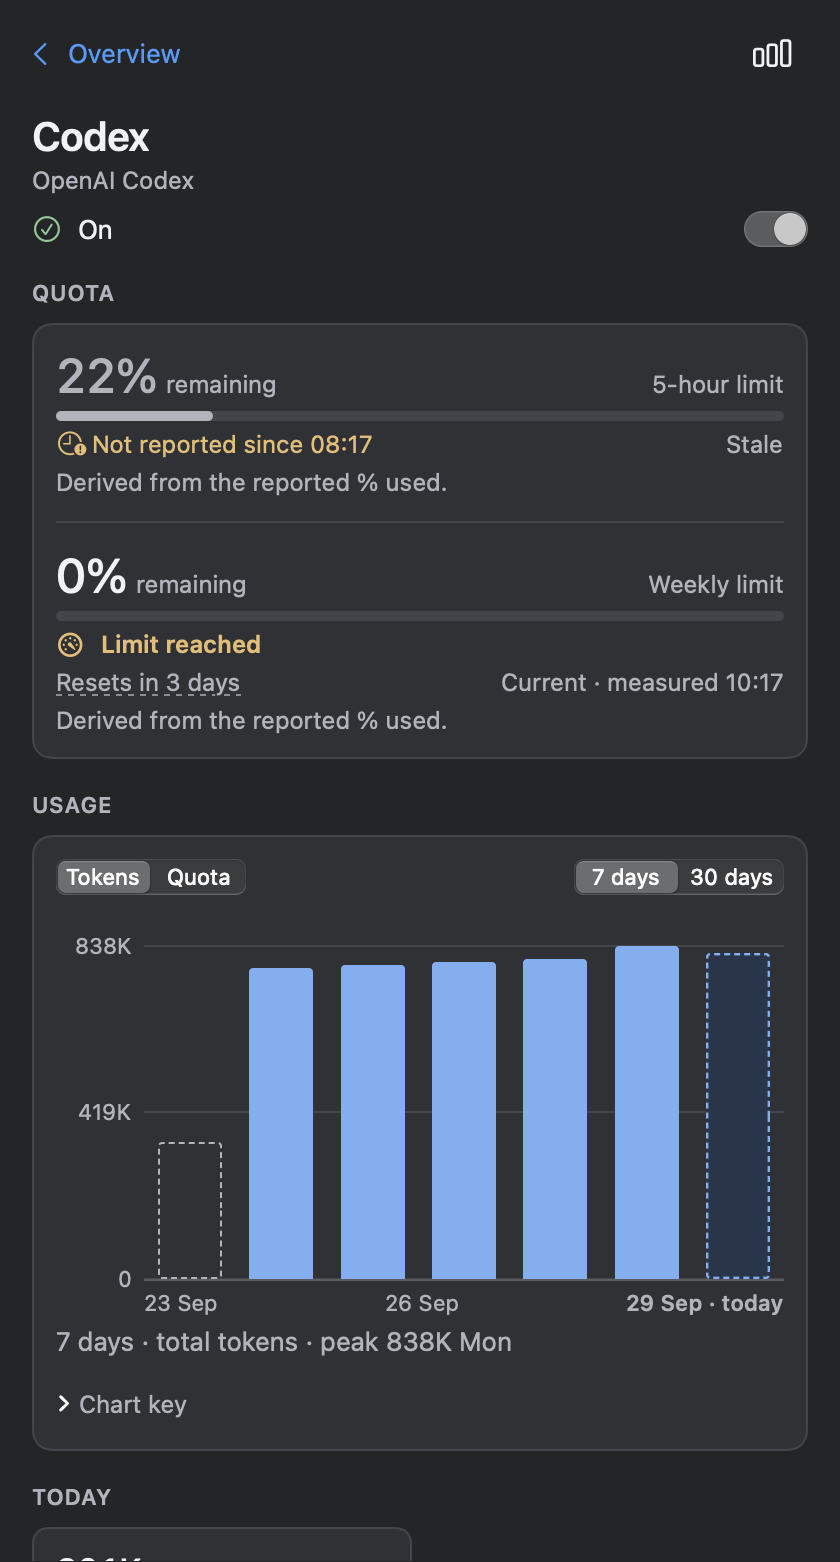 Overview
Codex
OpenAI Codex
On
QUOTA
22% remaining 5-hour limit
Not reported since 08:17 Stale
Derived from the reported % used.
0% remaining Weekly limit
Limit reached
Resets in 3 days Current · measured 10:17
Derived from the reported % used.
USAGE
Tokens Quota 7 days 30 days
838K
419K
0
23 Sep 26 Sep 29 Sep · today
7 days · total tokens · peak 838K Mon
Chart key
TODAY